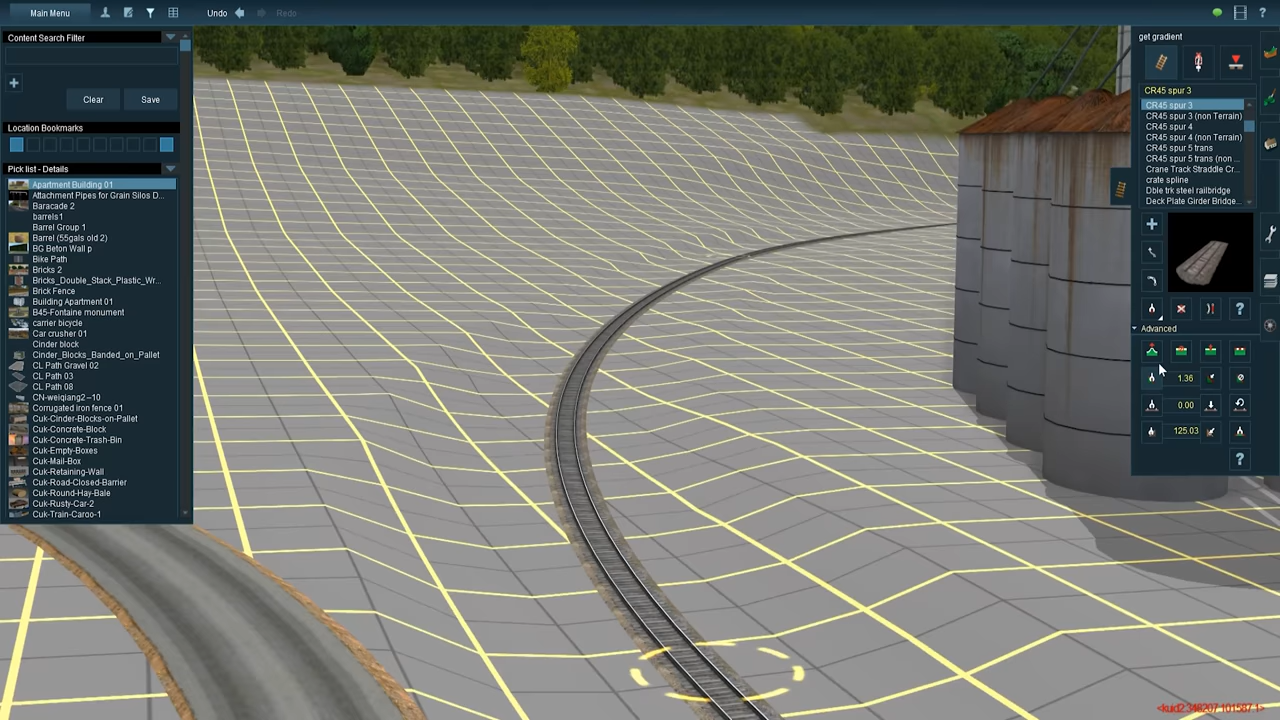 Main Menu
Undo
Redo
Content Search Filter
Clear
Save
Location Bookmarks
Pick list - Details
Apartment Building 01
Attachment Pipes for Grain Silos D...
Baracade 2
barrels1
Barrel Group 1
Barrel (55gals old 2)
BG Beton Wall p
Bike Path
Bricks 2
Bricks_Double_Stack_Plastic_Wr...
Brick Fence
Building Apartment 01
B45-Fontaine monument
carrier bicycle
Car crusher 01
Cinder block
Cinder_Blocks_Banded_on_Pallet
CL Path Gravel 02
CL Path 03
CL Path 08
CN-weiqiang2~10
Corrugated iron fence 01
Cuk-Cinder-Blocks-on-Pallet
Cuk-Concrete-Block
Cuk-Concrete-Trash-Bin
Cuk-Empty-Boxes
Cuk-Mail-Box
Cuk-Retaining-Wall
Cuk-Road-Closed-Barrier
Cuk-Round-Hay-Bale
Cuk-Rusty-Car-2
Cuk-Train-Cargo-1
get gradient
CR45 spur 3
CR45 spur 3
CR45 spur 3 (non Terrain)
CR45 spur 4
CR45 spur 4 (non Terrain)
CR45 spur 5 trans
CR45 spur 5 trans (non ...
Crane Track Straddle Cr...
crate spline
Dble trk steel railbridge
Deck Plate Girder Bridge...
Advanced
1.36
0.00
125.03